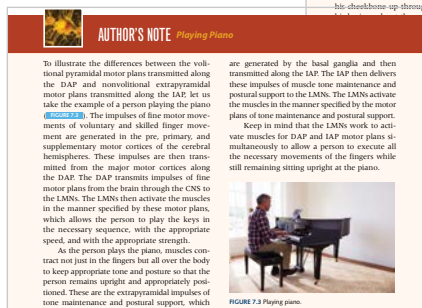 his cheekbone up through
AUTHOR'S NOTE Playing Piano
To illustrate the differences between the voli-
tional pyramidal motor plans transmitted along
the DAP and nonvolitional extrapyramidal
motor plans transmitted along the IAP, let us
take the example of a person playing the piano
(FIGURE 7.3). The impulses of fine motor move-
ments of voluntary and skilled finger move-
ment are generated in the pre, primary, and
supplementary motor cortices of the cerebral
hemispheres. These impulses are then trans-
mitted from the major motor cortices along
the DAP. The DAP transmits impulses of fine
motor plans from the brain through the CNS to
the LMNs. The LMNs then activate the muscles
in the manner specified by these motor plans,
which allows the person to play the keys in
the necessary sequence, with the appropriate
speed, and with the appropriate strength.
As the person plays the piano, muscles con-
tract not just in the fingers but all over the body
to keep appropriate tone and posture so that the
person remains upright and appropriately posi-
tioned. These are the extrapyramidal impulses of
tone maintenance and postural support, which
are generated by the basal ganglia and then
transmitted along the IAP. The IAP then delivers
these impulses of muscle tone maintenance and
postural support to the LMNs. The LMNs activate
the muscles in the manner specified by the motor
plans of tone maintenance and postural support.
Keep in mind that the LMNs work to acti-
vate muscles for DAP and IAP motor plans si-
multaneously to allow a person to execute all
the necessary movements of the fingers while
still remaining sitting upright at the piano.
FIGURE 7.3 Playing piano.